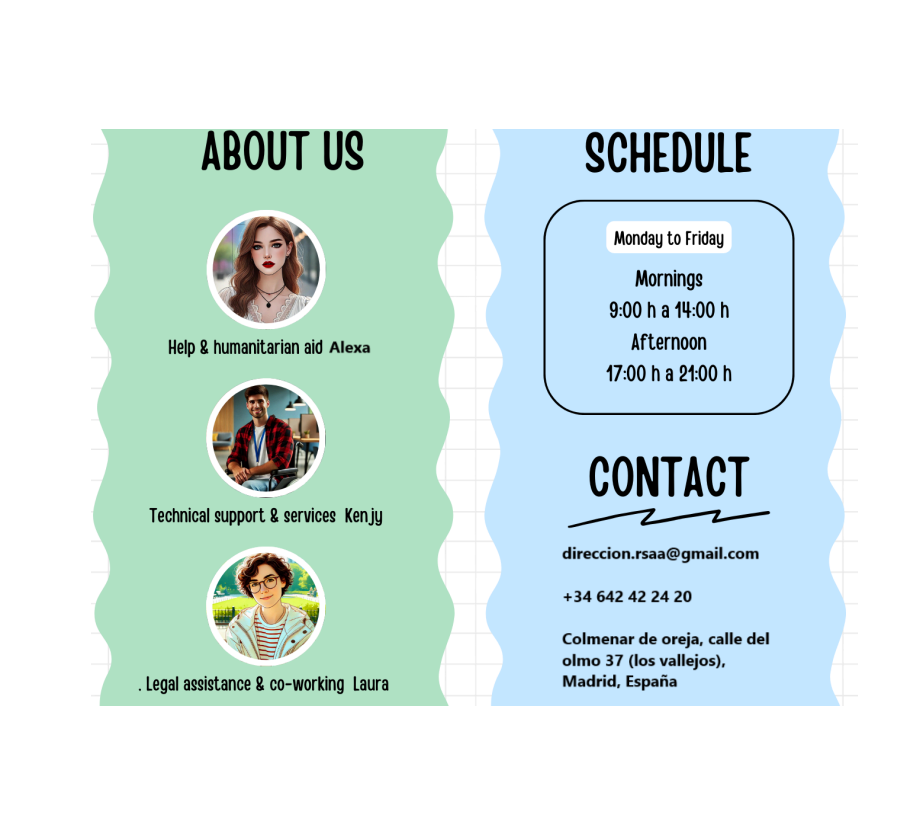 ABOUT US
Help & humanitarian aid Alexa
Technical support & services Kenjy
. Legal assistance & co-working Laura
SCHEDULE
Monday to Friday
Mornings
9:00 h a 14:00 h
Afternoon
17:00 h a 21:00 h
CONTACT
direccion.rsaa@gmail.com
+34 642 42 24 20
Colmenar de oreja, calle del
olmo 37 (los vallejos),
Madrid, España